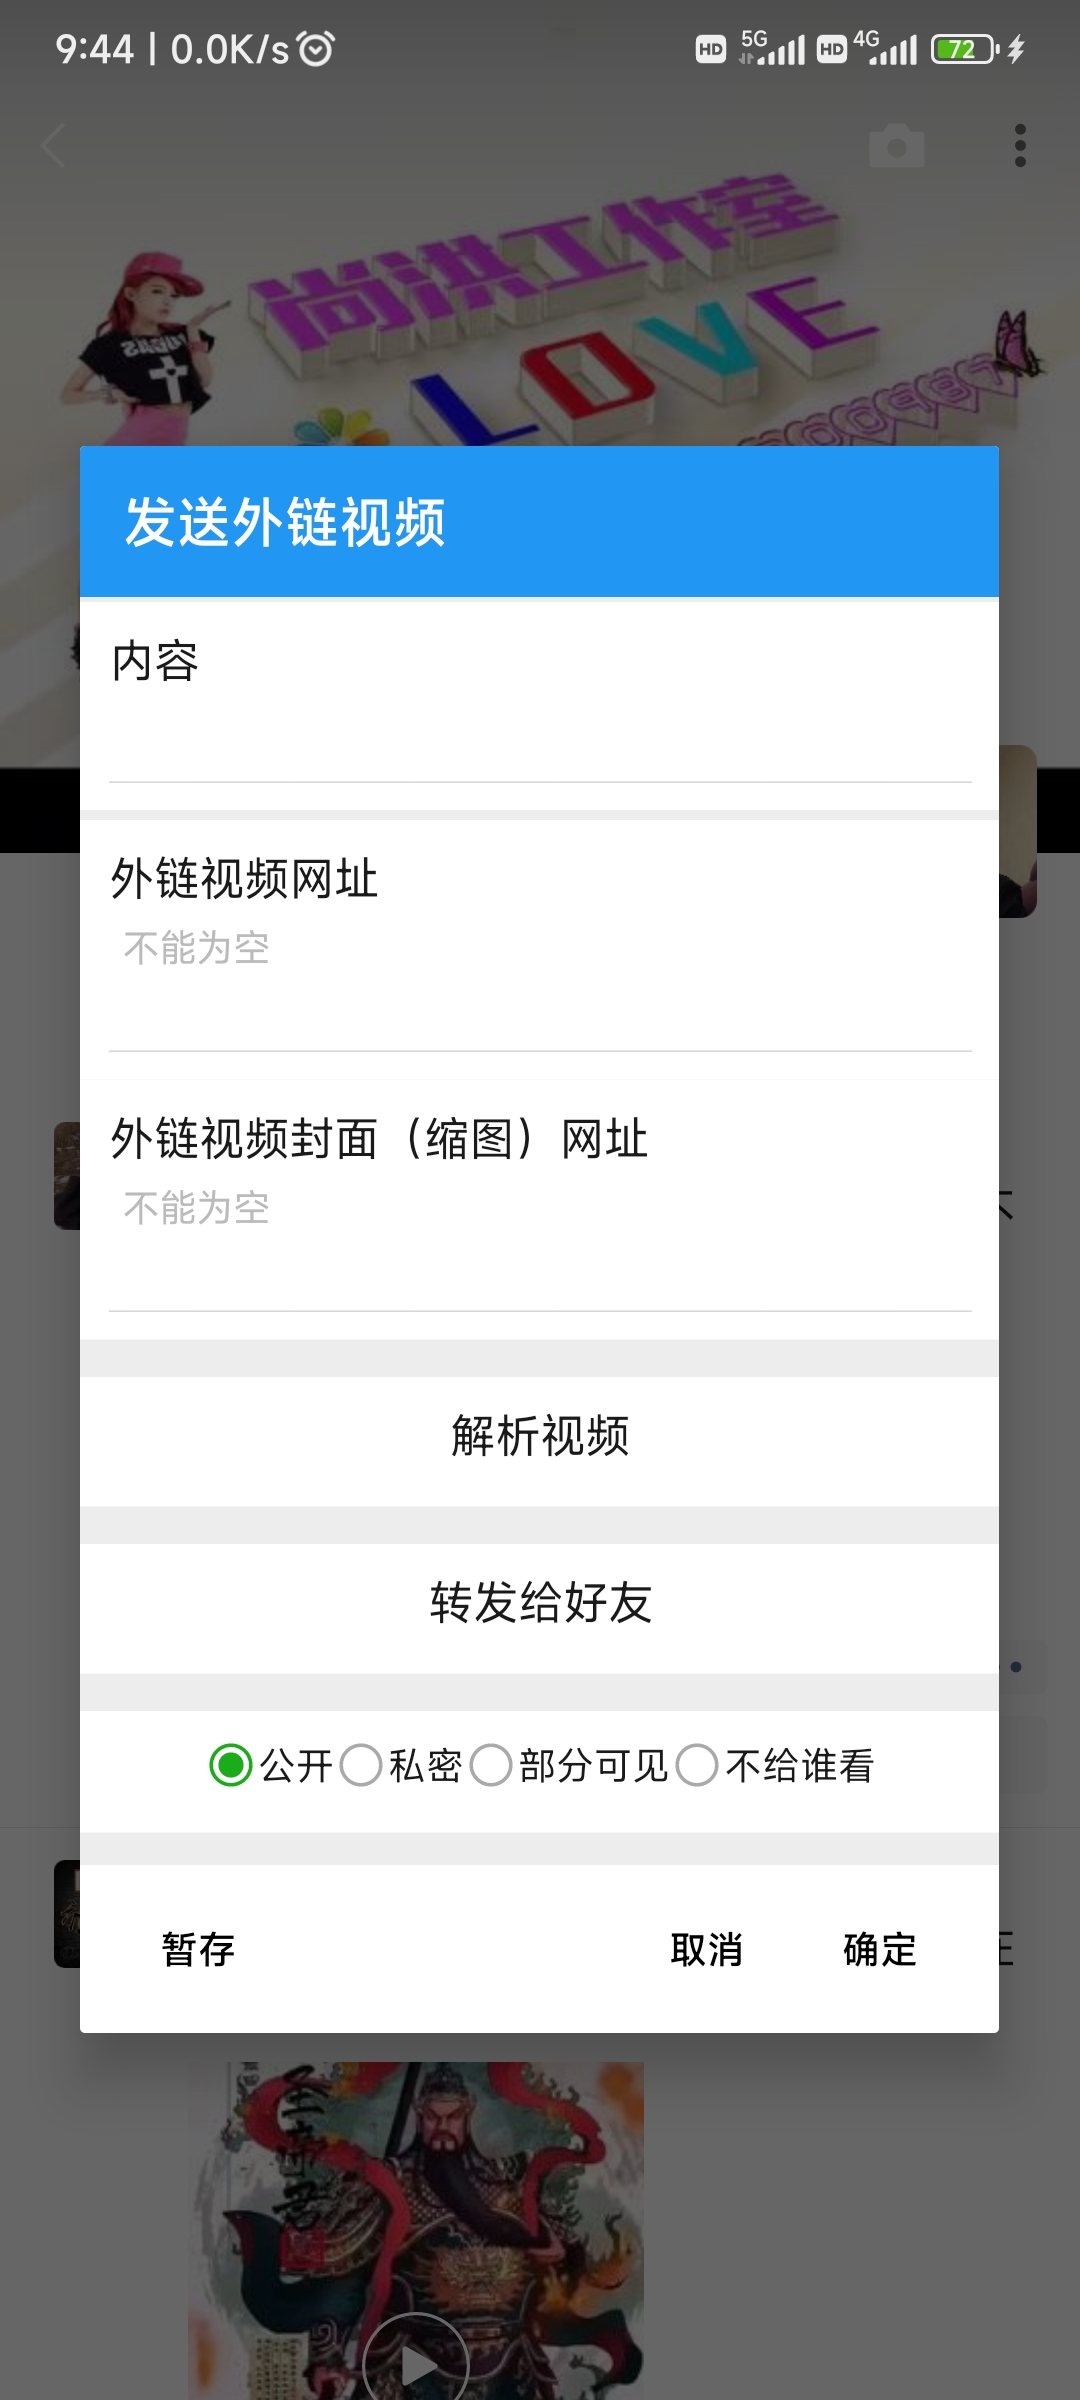 9:44 | 0.0K/s
HD 5G HD 4G 72
尚洪工作室
LOVE
发送外链视频
内容
外链视频网址
不能为空
外链视频封面（缩图）网址
不能为空
解析视频
转发给好友
公开 私密 部分可见 不给谁看
暂存 取消 确定